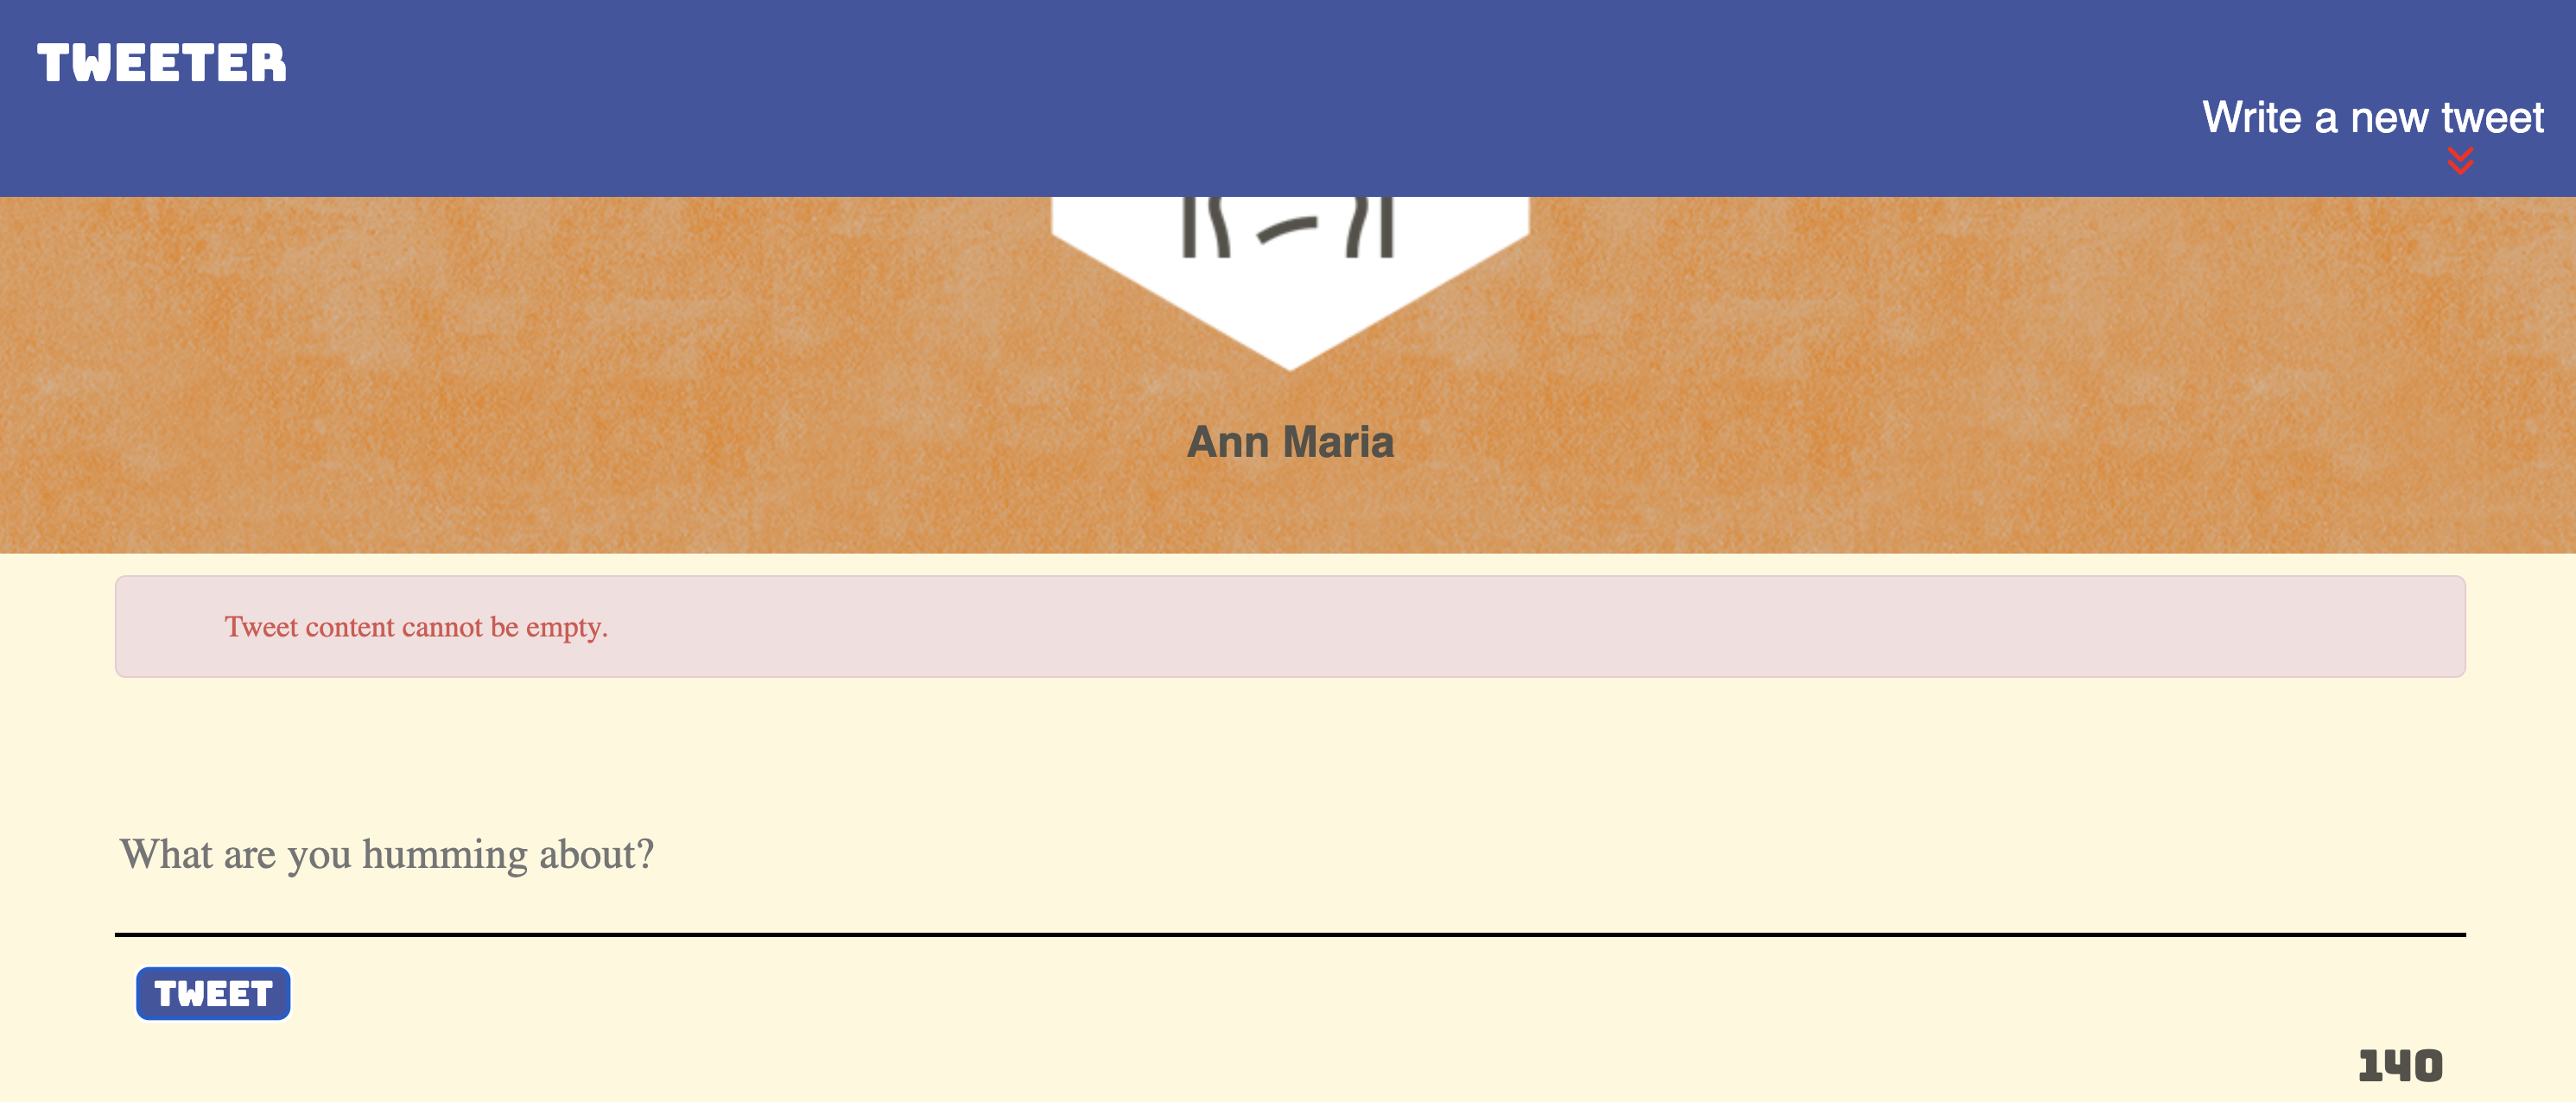 TWEETER
Write a new tweet
Ann Maria
Tweet content cannot be empty.
What are you humming about?
TWEET
140